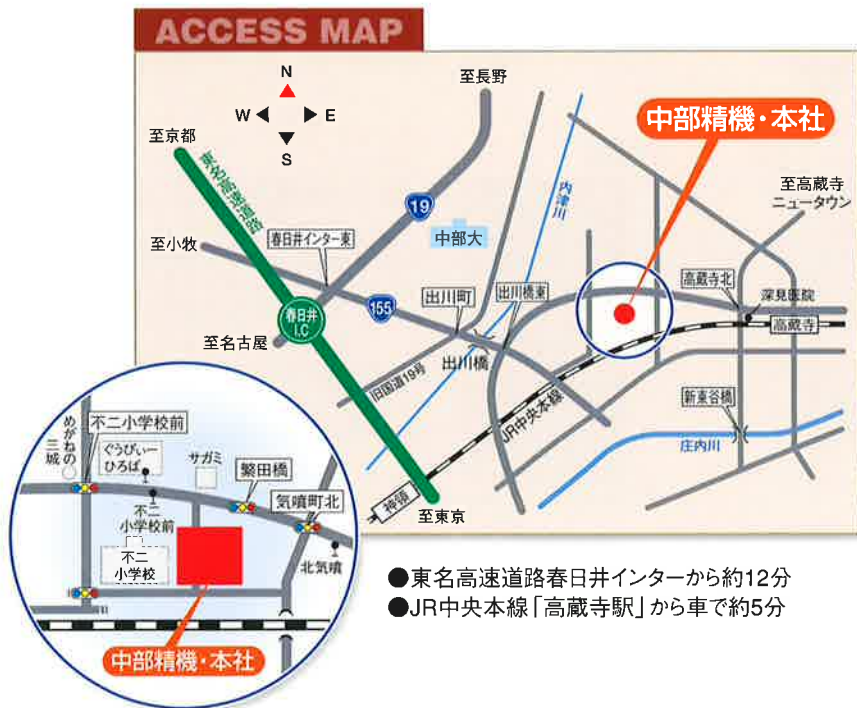 ACCESS MAP
N
W
E
S
至長野
至京都
東名高速道路
中部精機・本社
19
内津川
至高蔵寺
ニュータウン
至小牧
春日井インター東
中部大
155
出川町
出川橋東
高蔵寺北
深見医院
春日井
I.C
高蔵寺
至名古屋
出川橋
旧国道19号
JR中央本線
新東谷橋
庄内川
神領
至東京
めがねの
三城
不二小学校前
ぐうぴぃー
ひろば
サガミ
繁田橋
気噴町北
不二
小学校前
不二
小学校
北気噴
中部精機・本社
●東名高速道路春日井インターから約12分
●JR中央本線「高蔵寺駅」から車で約5分